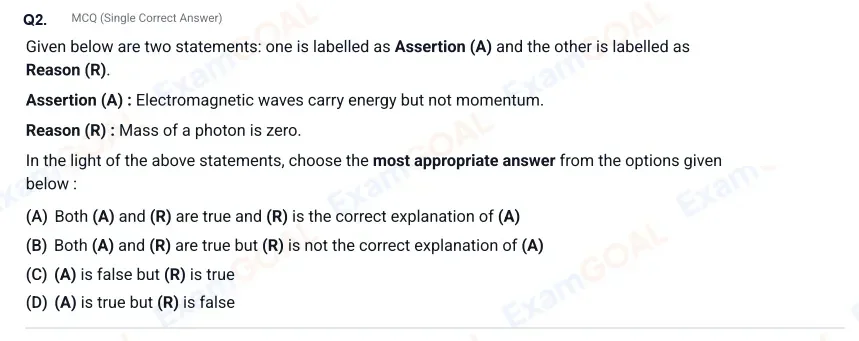 Q2. MCQ (Single Correct Answer)
Given below are two statements: one is labelled as Assertion (A) and the other is labelled as
Reason (R).
Assertion (A) : Electromagnetic waves carry energy but not momentum.
Reason (R) : Mass of a photon is zero.
In the light of the above statements, choose the most appropriate answer from the options given
below :
(A) Both (A) and (R) are true and (R) is the correct explanation of (A)
(B) Both (A) and (R) are true but (R) is not the correct explanation of (A)
(C) (A) is false but (R) is true
(D) (A) is true but (R) is false
ExamGOAL